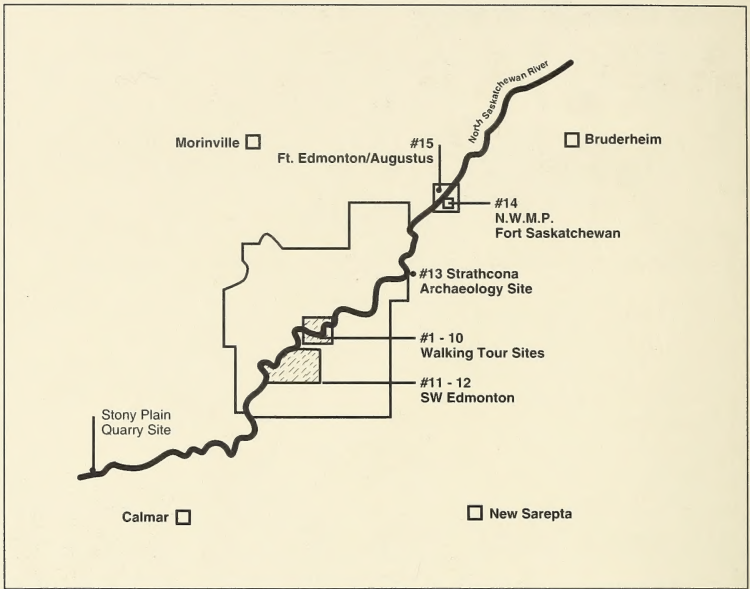 North Saskatchewan River
Morinville
#15
Ft. Edmonton/Augustus
Bruderheim
#14
N.W.M.P.
Fort Saskatchewan
#13 Strathcona
Archaeology Site
#1 - 10
Walking Tour Sites
#11 - 12
SW Edmonton
Stony Plain
Quarry Site
Calmar
New Sarepta